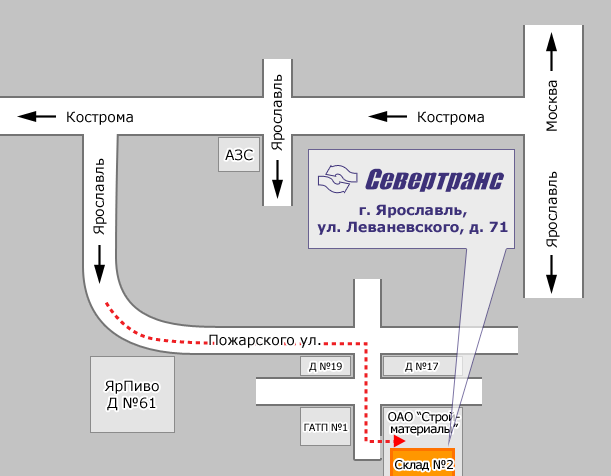 Москва
Ярославль
Кострома
Кострома
Ярославль
АЗС
Севертранс
г. Ярославль,
ул. Леваневского, д. 71
Ярославль
Ярославль
Пожарского ул.
Д №19
Д №17
ЯрПиво
Д №61
ГАТП №1
ОАО "Строй-
материалы"
Склад №2